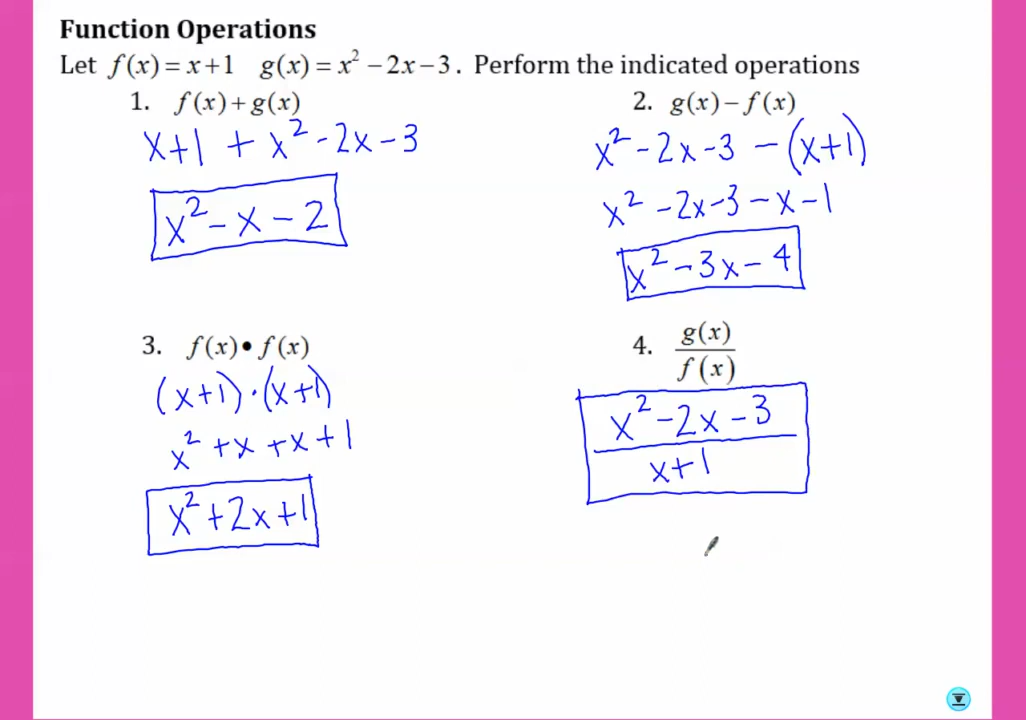 Function Operations
Let f(x) = x+1   g(x) = x² − 2x − 3. Perform the indicated operations
1. f(x) + g(x)
x+1 + x² - 2x - 3
x² - x - 2
2. g(x) − f(x)
x² - 2x - 3 - (x+1)
x² - 2x - 3 - x - 1
x² - 3x - 4
3. f(x) • f(x)
(x+1) · (x+1)
x² + x + x + 1
x² + 2x + 1
4. g(x)
f(x)
x² - 2x - 3
x+1